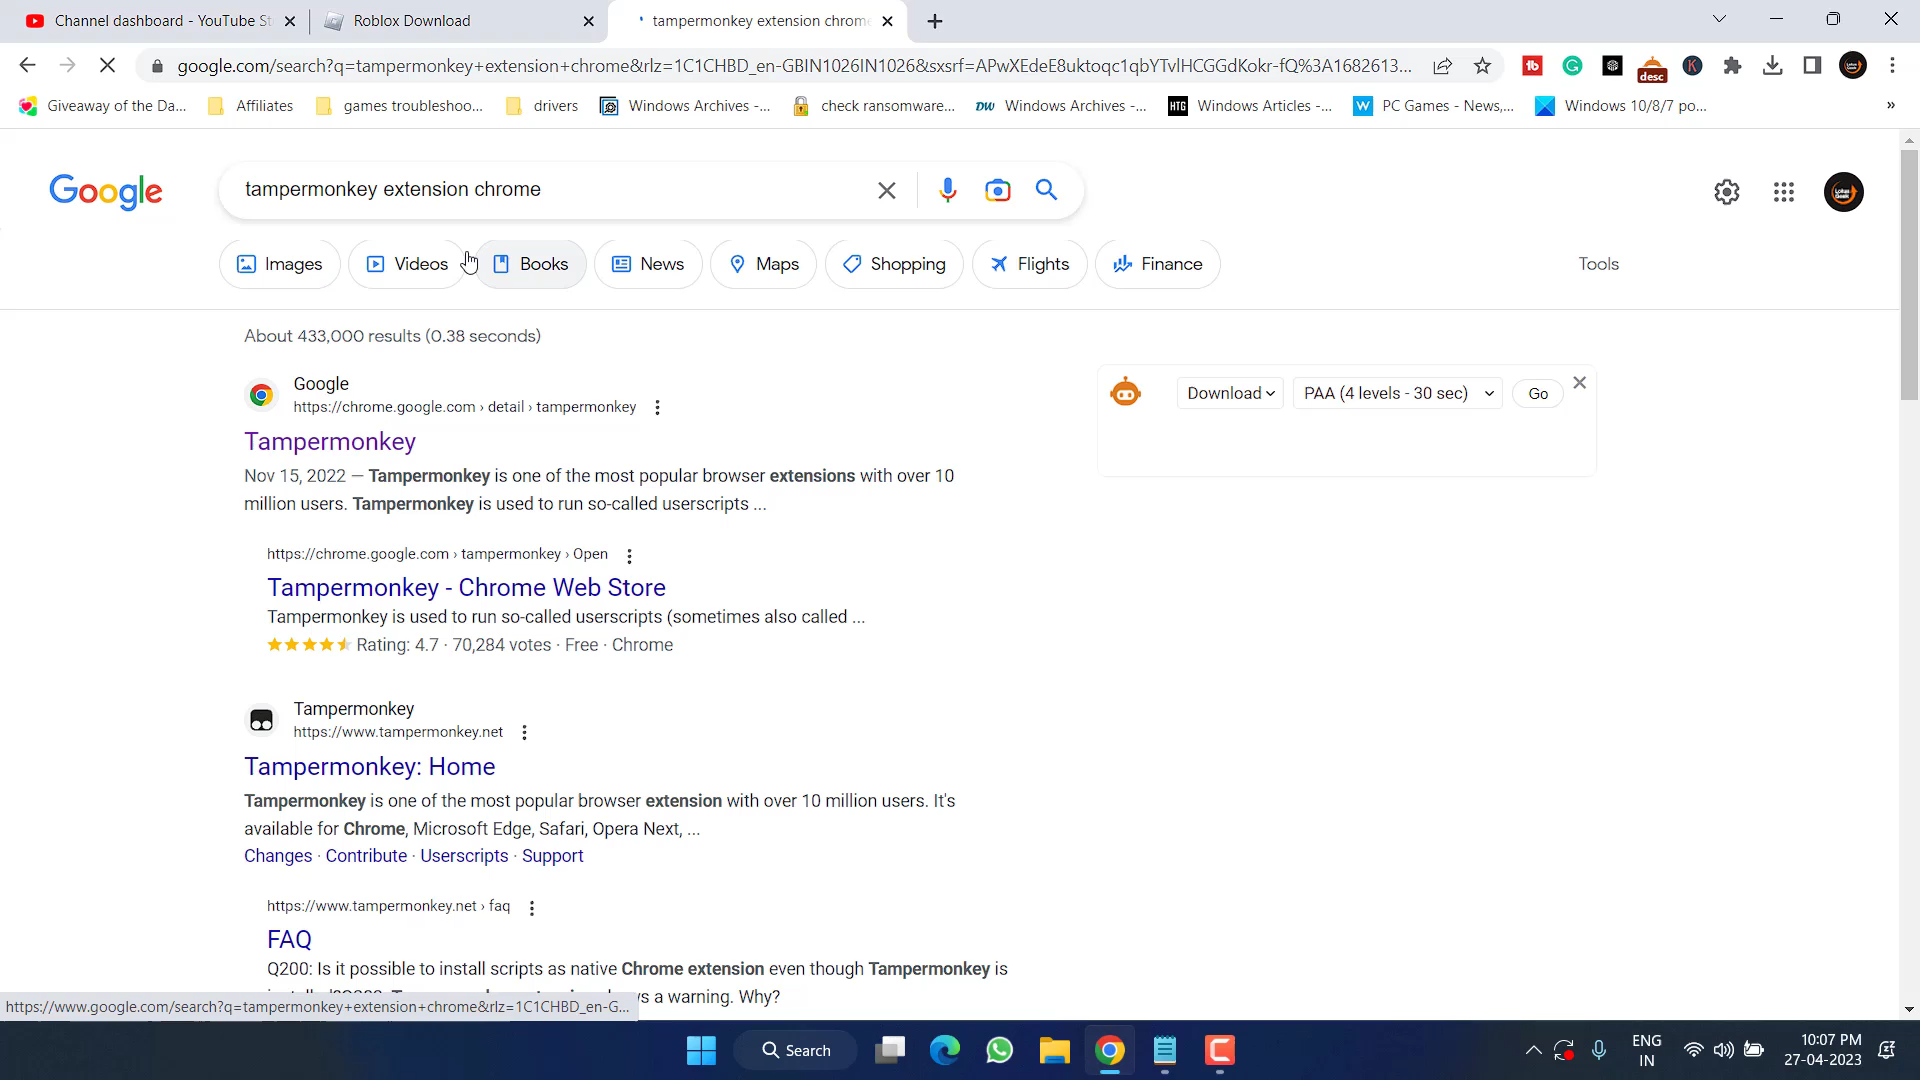 Channel dashboard - YouTube St
Roblox Download
tampermonkey extension chrome
google.com/search?q=tampermonkey+extension+chrome&rlz=1C1CHBD_en-GBIN1026IN1026&sxsrf=APwXEdeE8uktoqc1qbYTvlHCGGdKokr-fQ%3A1682613...
tb
desc
K
Giveaway of the Da...
Affiliates
games troubleshoo...
drivers
Windows Archives -...
check ransomware...
DW Windows Archives -...
HTG Windows Articles -...
W PC Games - News,...
Windows 10/8/7 po...
»
Google
tampermonkey extension chrome
Images
Videos
Books
News
Maps
Shopping
Flights
Finance
Tools
About 433,000 results (0.38 seconds)
Google
https://chrome.google.com › detail › tampermonkey
Tampermonkey
Nov 15, 2022 — Tampermonkey is one of the most popular browser extensions with over 10
million users. Tampermonkey is used to run so-called userscripts ...
Download
PAA (4 levels - 30 sec)
Go
https://chrome.google.com › tampermonkey › Open
Tampermonkey - Chrome Web Store
Tampermonkey is used to run so-called userscripts (sometimes also called ...
Rating: 4.7 · 70,284 votes · Free · Chrome
Tampermonkey
https://www.tampermonkey.net
Tampermonkey: Home
Tampermonkey is one of the most popular browser extension with over 10 million users. It's
available for Chrome, Microsoft Edge, Safari, Opera Next, ...
Changes · Contribute · Userscripts · Support
https://www.tampermonkey.net › faq
FAQ
Q200: Is it possible to install scripts as native Chrome extension even though Tampermonkey is
ws a warning. Why?
https://www.google.com/search?q=tampermonkey+extension+chrome&rlz=1C1CHBD_en-G...
Search
ENG
IN
10:07 PM
27-04-2023